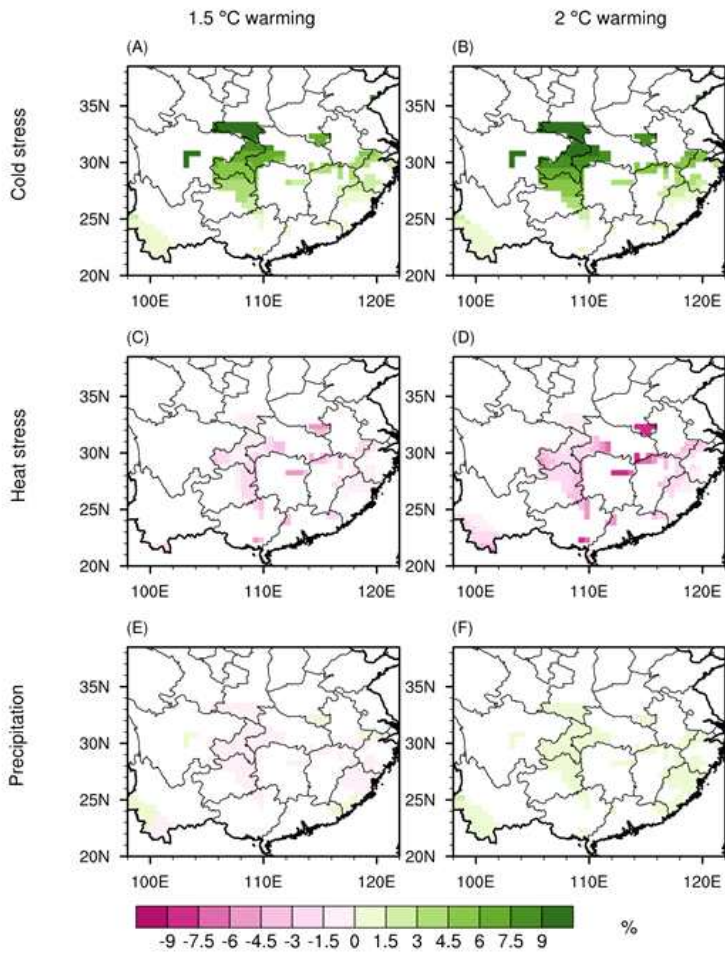 1.5 °C warming 2 °C warming
(A) (B)
Cold stress
35N 35N
30N 30N
25N 25N
20N 20N
100E 110E 120E 100E 110E 120E
(C) (D)
Heat stress
35N 35N
30N 30N
25N 25N
20N 20N
100E 110E 120E 100E 110E 120E
(E) (F)
Precipitation
35N 35N
30N 30N
25N 25N
20N 20N
100E 110E 120E 100E 110E 120E
-9 -7.5 -6 -4.5 -3 -1.5 0 1.5 3 4.5 6 7.5 9 %